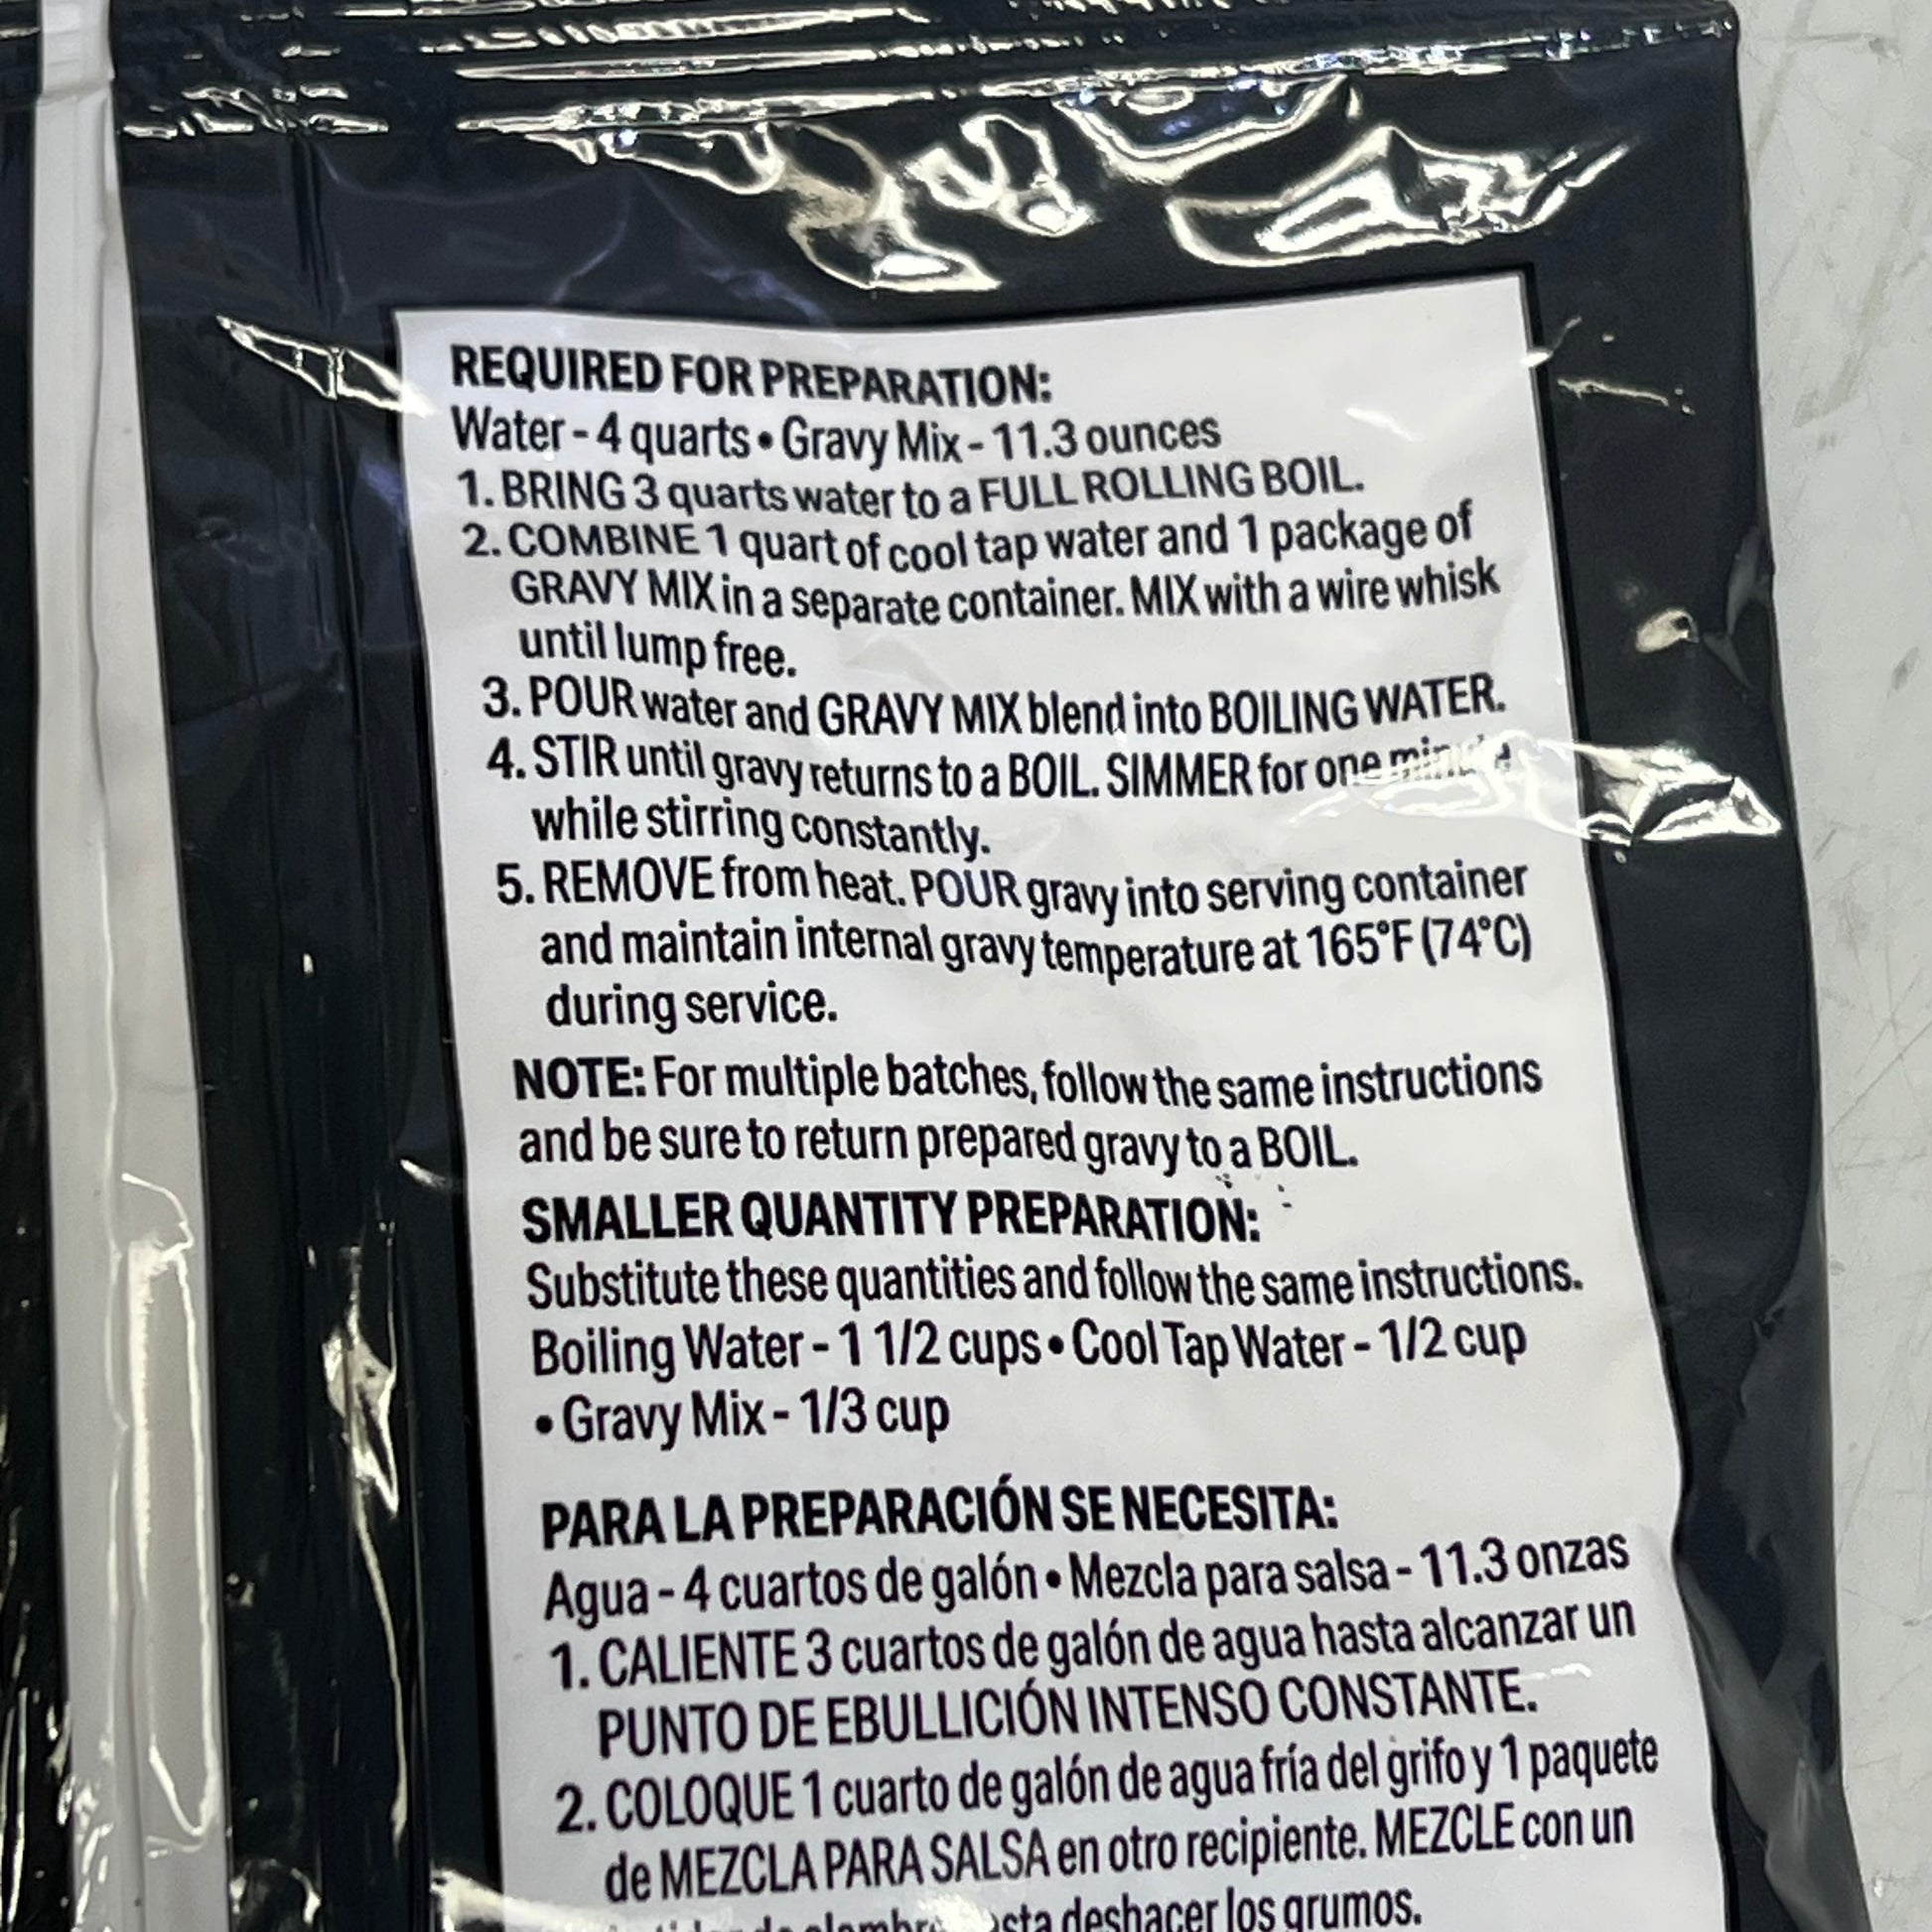 REQUIRED FOR PREPARATION:
Water - 4 quarts • Gravy Mix - 11.3 ounces
1. BRING 3 quarts water to a FULL ROLLING BOIL.
2. COMBINE 1 quart of cool tap water and 1 package of
GRAVY MIX in a separate container. MIX with a wire whisk
until lump free.
3. POUR water and GRAVY MIX blend into BOILING WATER.
4. STIR until gravy returns to a BOIL. SIMMER for one minute
while stirring constantly.
5. REMOVE from heat. POUR gravy into serving container
and maintain internal gravy temperature at 165°F (74°C)
during service.
NOTE: For multiple batches, follow the same instructions
and be sure to return prepared gravy to a BOIL.
SMALLER QUANTITY PREPARATION:
Substitute these quantities and follow the same instructions.
Boiling Water - 1 1/2 cups • Cool Tap Water - 1/2 cup
• Gravy Mix - 1/3 cup
PARA LA PREPARACIÓN SE NECESITA:
Agua - 4 cuartos de galón • Mezcla para salsa - 11.3 onzas
1. CALIENTE 3 cuartos de galón de agua hasta alcanzar un
PUNTO DE EBULLICIÓN INTENSO CONSTANTE.
2. COLOQUE 1 cuarto de galón de agua fría del grifo y 1 paquete
de MEZCLA PARA SALSA en otro recipiente. MEZCLE con un
deshacer los grumos.